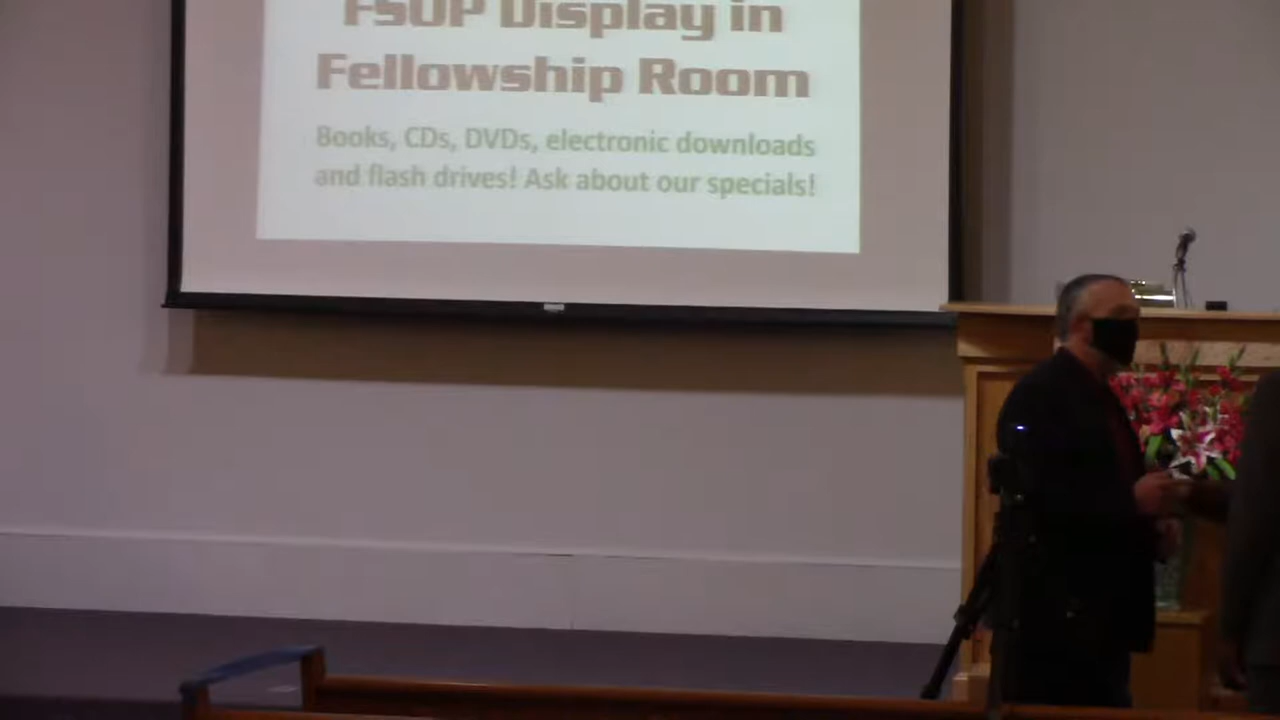 FSUP Display in
Fellowship Room
Books, CDs, DVDs, electronic downloads
and flash drives! Ask about our specials!